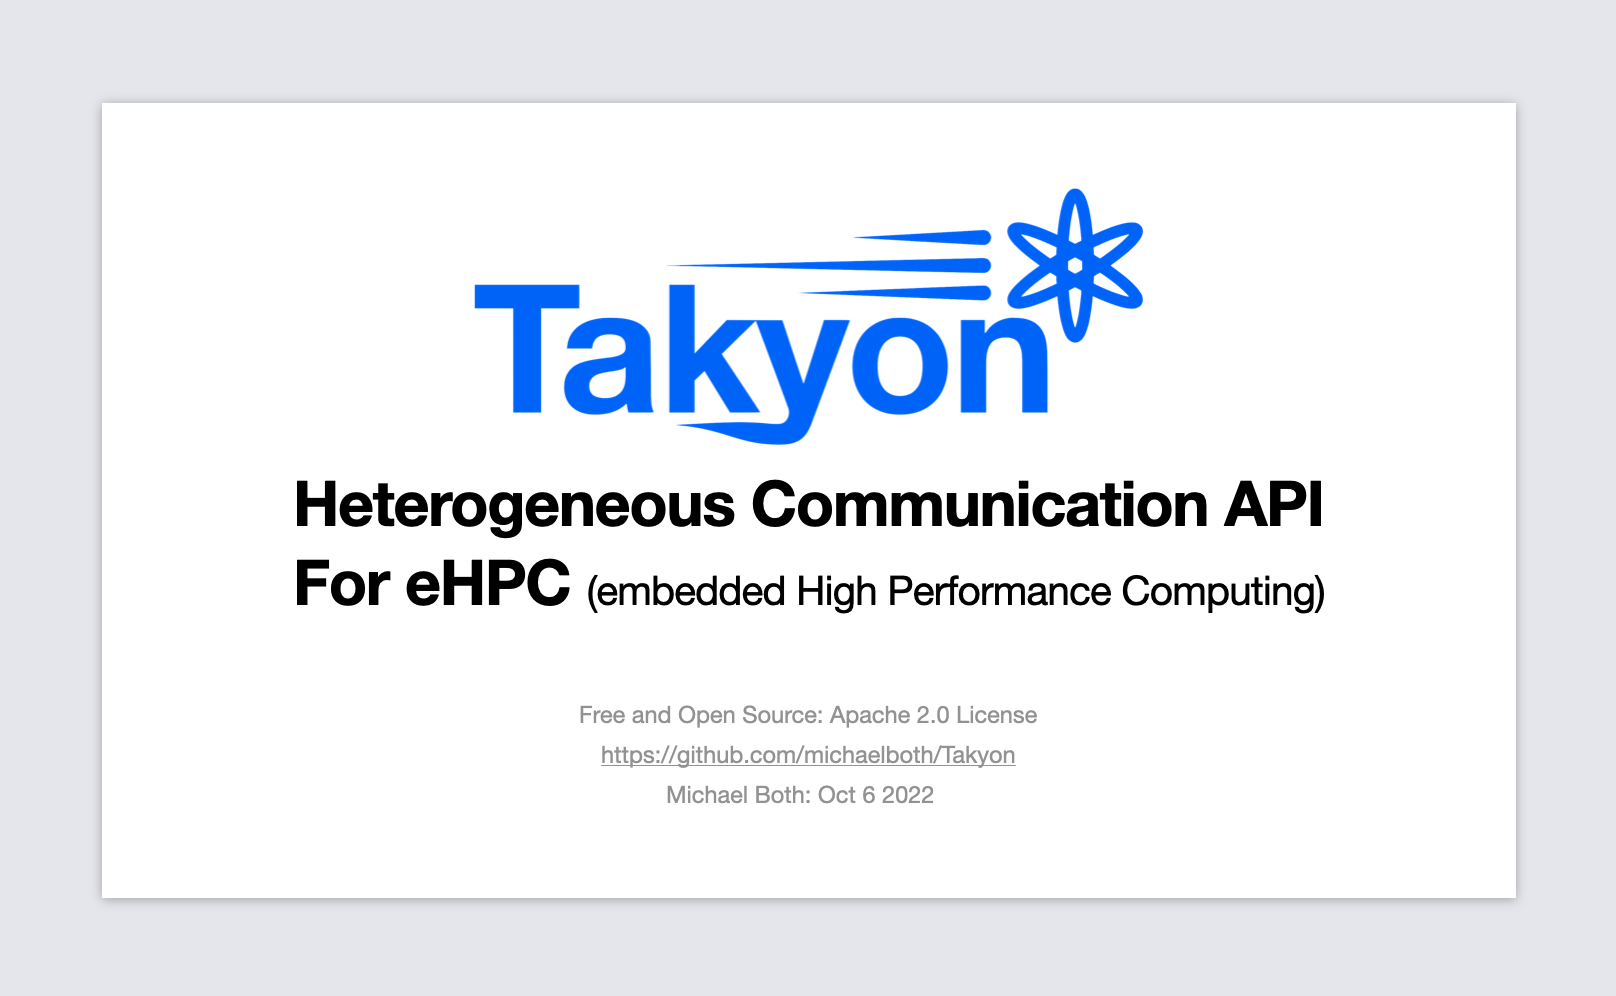 Takyon
Heterogeneous Communication API
For eHPC (embedded High Performance Computing)
Free and Open Source: Apache 2.0 License
https://github.com/michaelboth/Takyon
Michael Both: Oct 6 2022